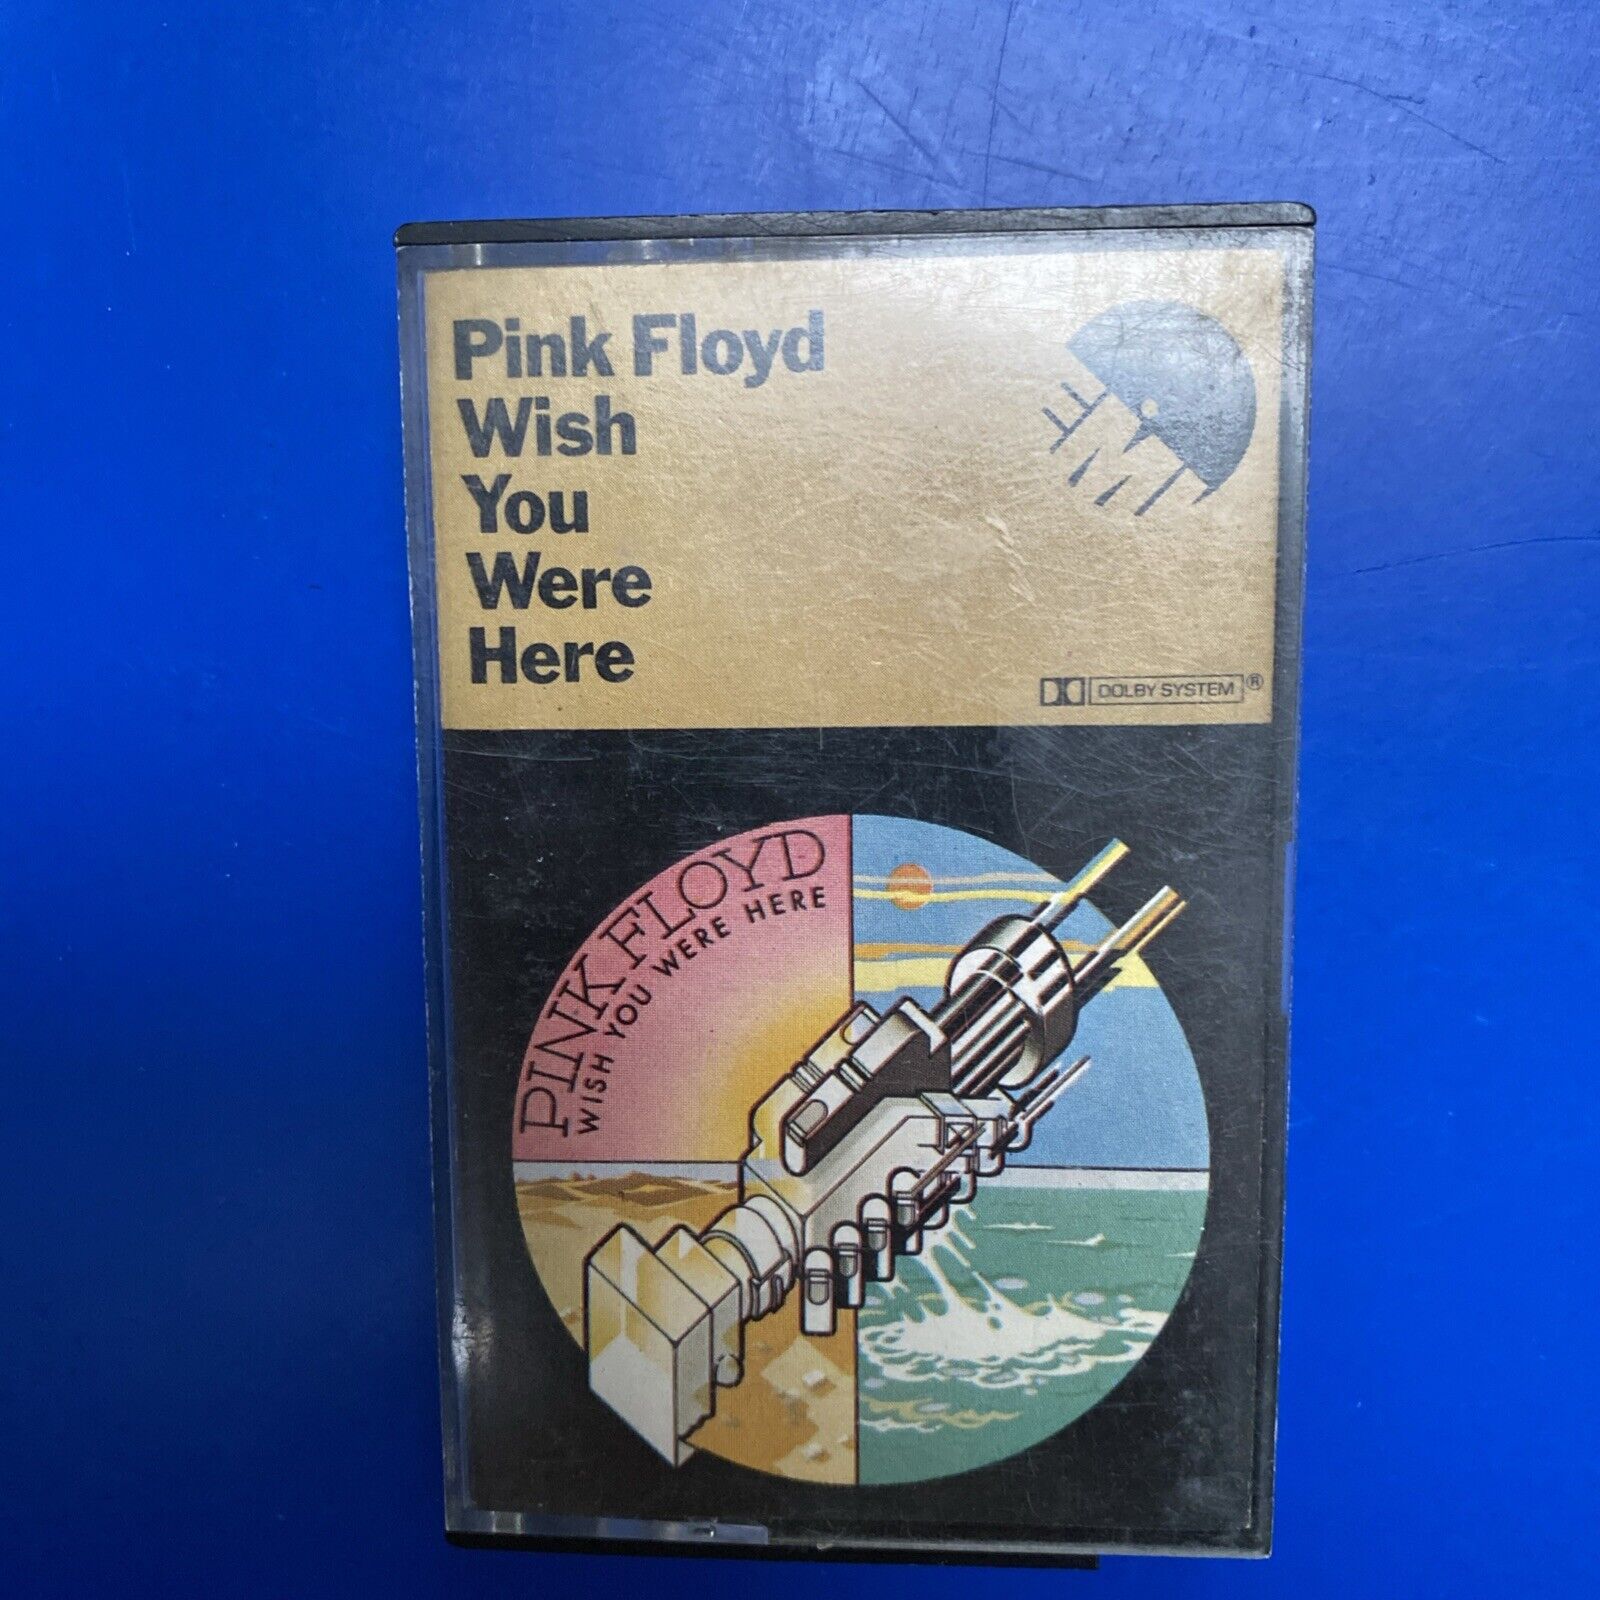 Pink Floyd
Wish
You
Were
Here
EMI
DOLBY SYSTEM®
PINK FLOYD
WISH YOU WERE HERE